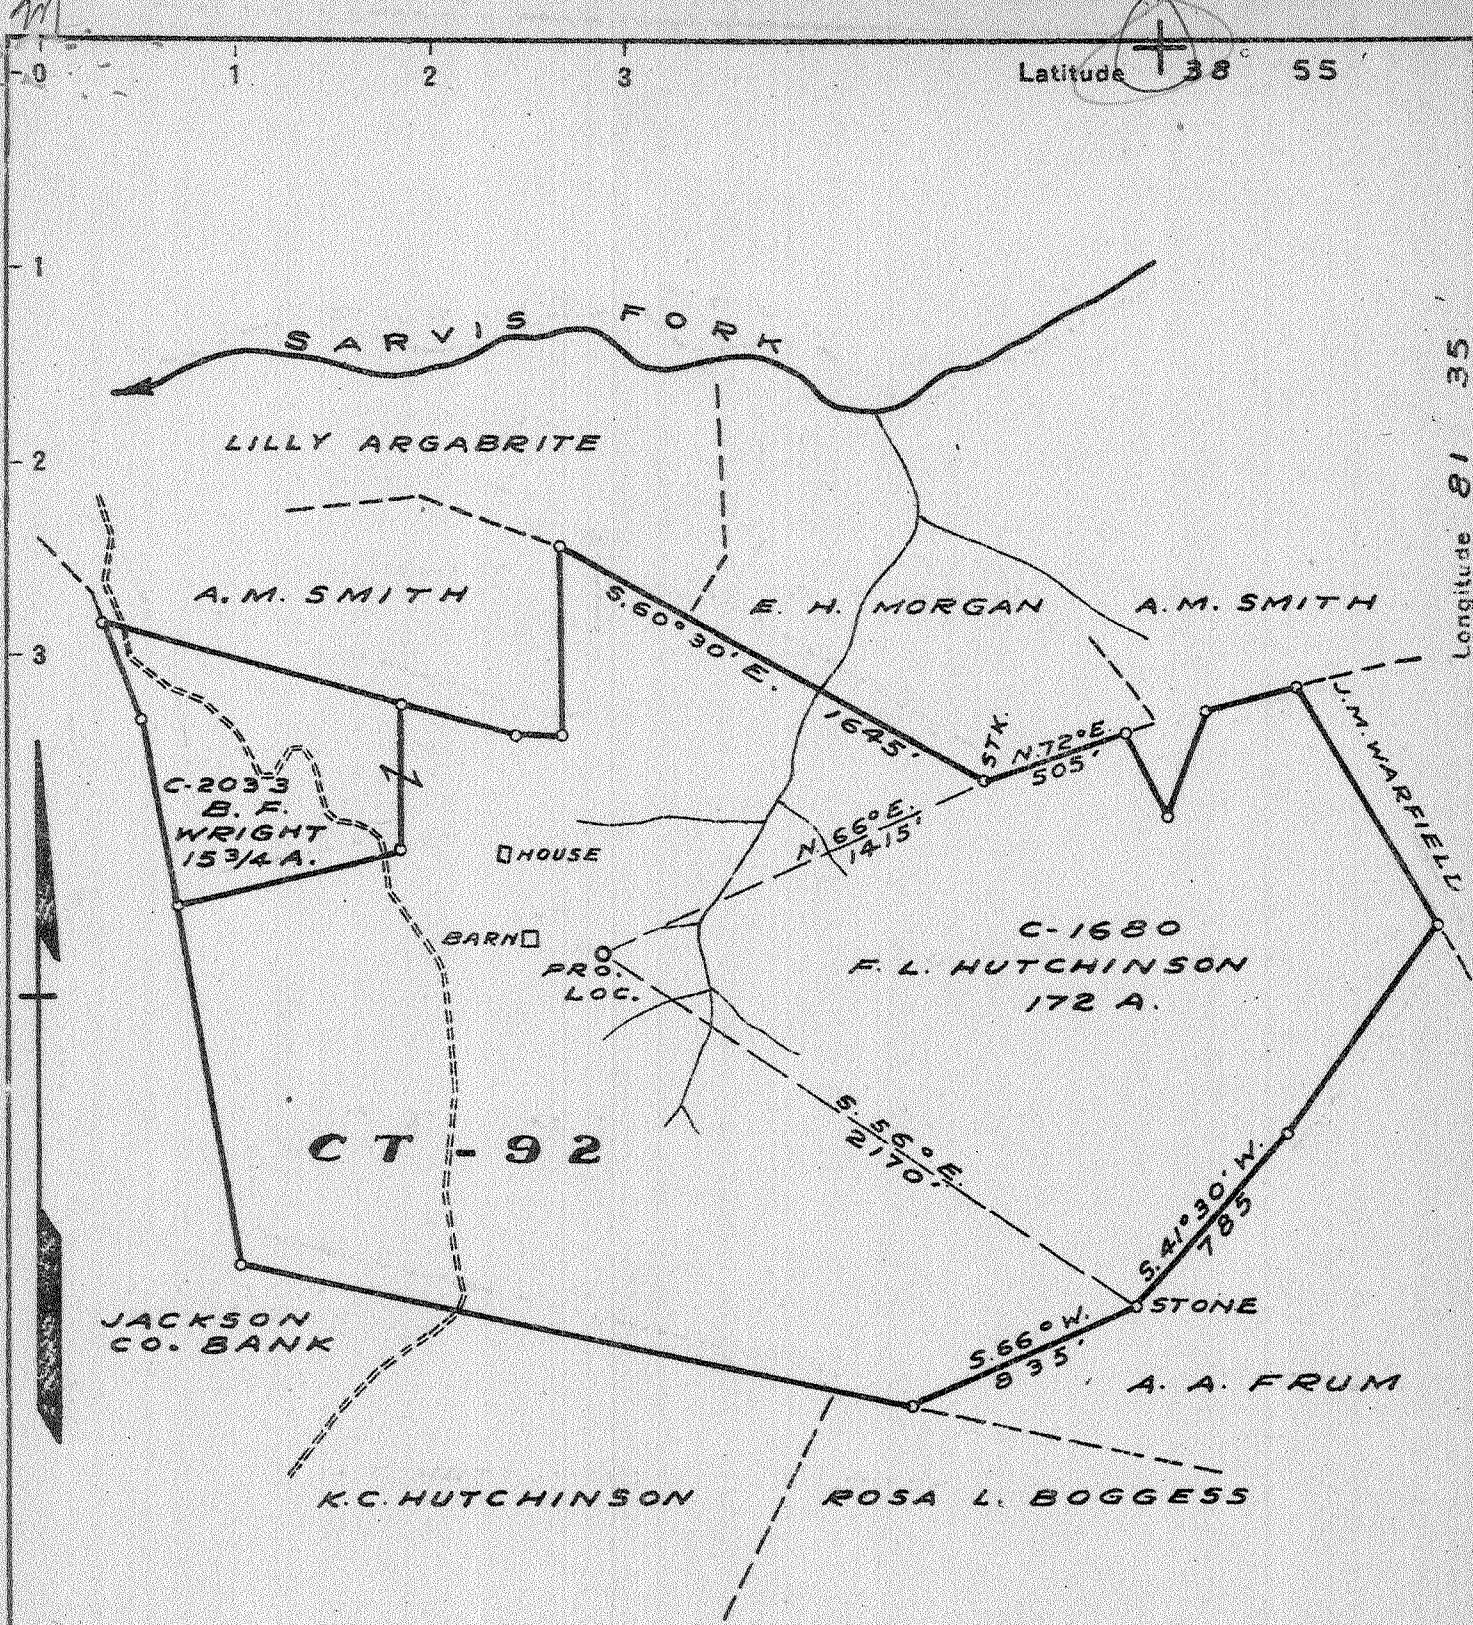 0
1
2
3
Latitude 38° 55'
1
SARVIS FORK
Longitude 81 35'
LILLY ARGABRITE
2
A.M. SMITH
S.60°30'E.
1645'
E. H. MORGAN
A.M. SMITH
3
STK.
N.72°E.
505'
J.M. WARFIELD
C-2033
B. F.
WRIGHT
15 3/4 A.
HOUSE
N 66°E.
1415'
BARN
PRO.
LOC.
C-1680
F. L. HUTCHINSON
172 A.
CT-92
S. 56° E.
2170'
S.41°30'W.
785
STONE
S.66°W.
835'
JACKSON
CO. BANK
A. A. FRUM
K.C. HUTCHINSON
ROSA L. BOGGESS